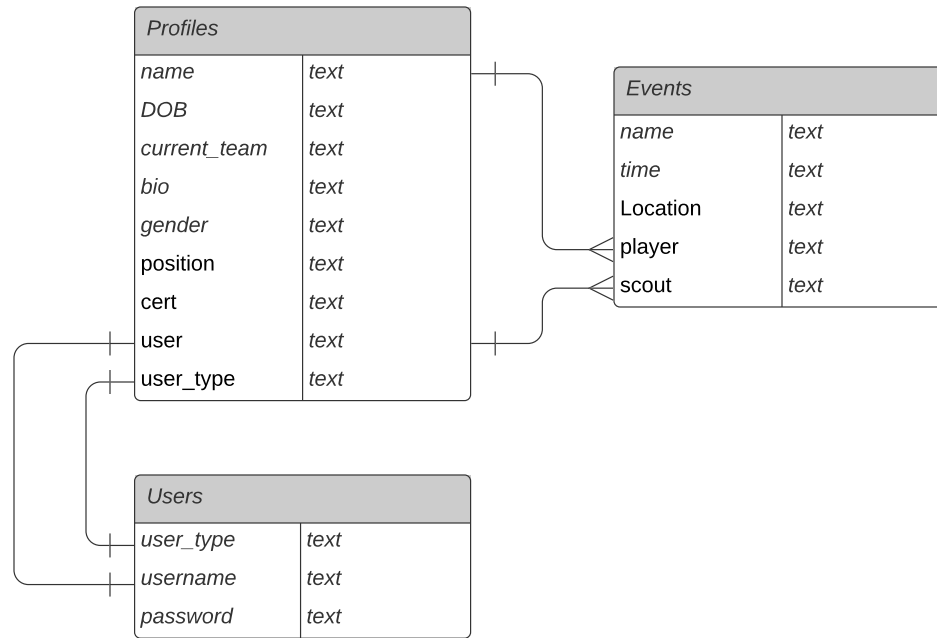 Profiles
name text
DOB text
current_team text
bio text
gender text
position text
cert text
user text
user_type text
Events
name text
time text
Location text
player text
scout text
Users
user_type text
username text
password text